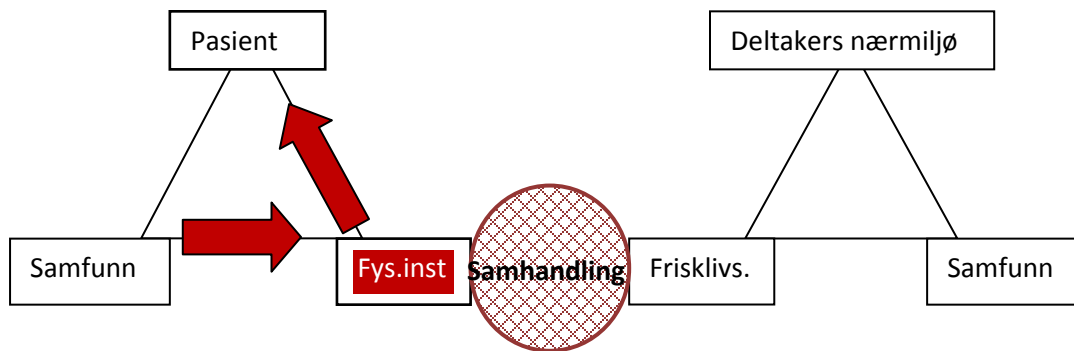 Pasient
Deltakers nærmiljø
Samfunn
Fys.inst
Samhandling
Frisklivs.
Samfunn